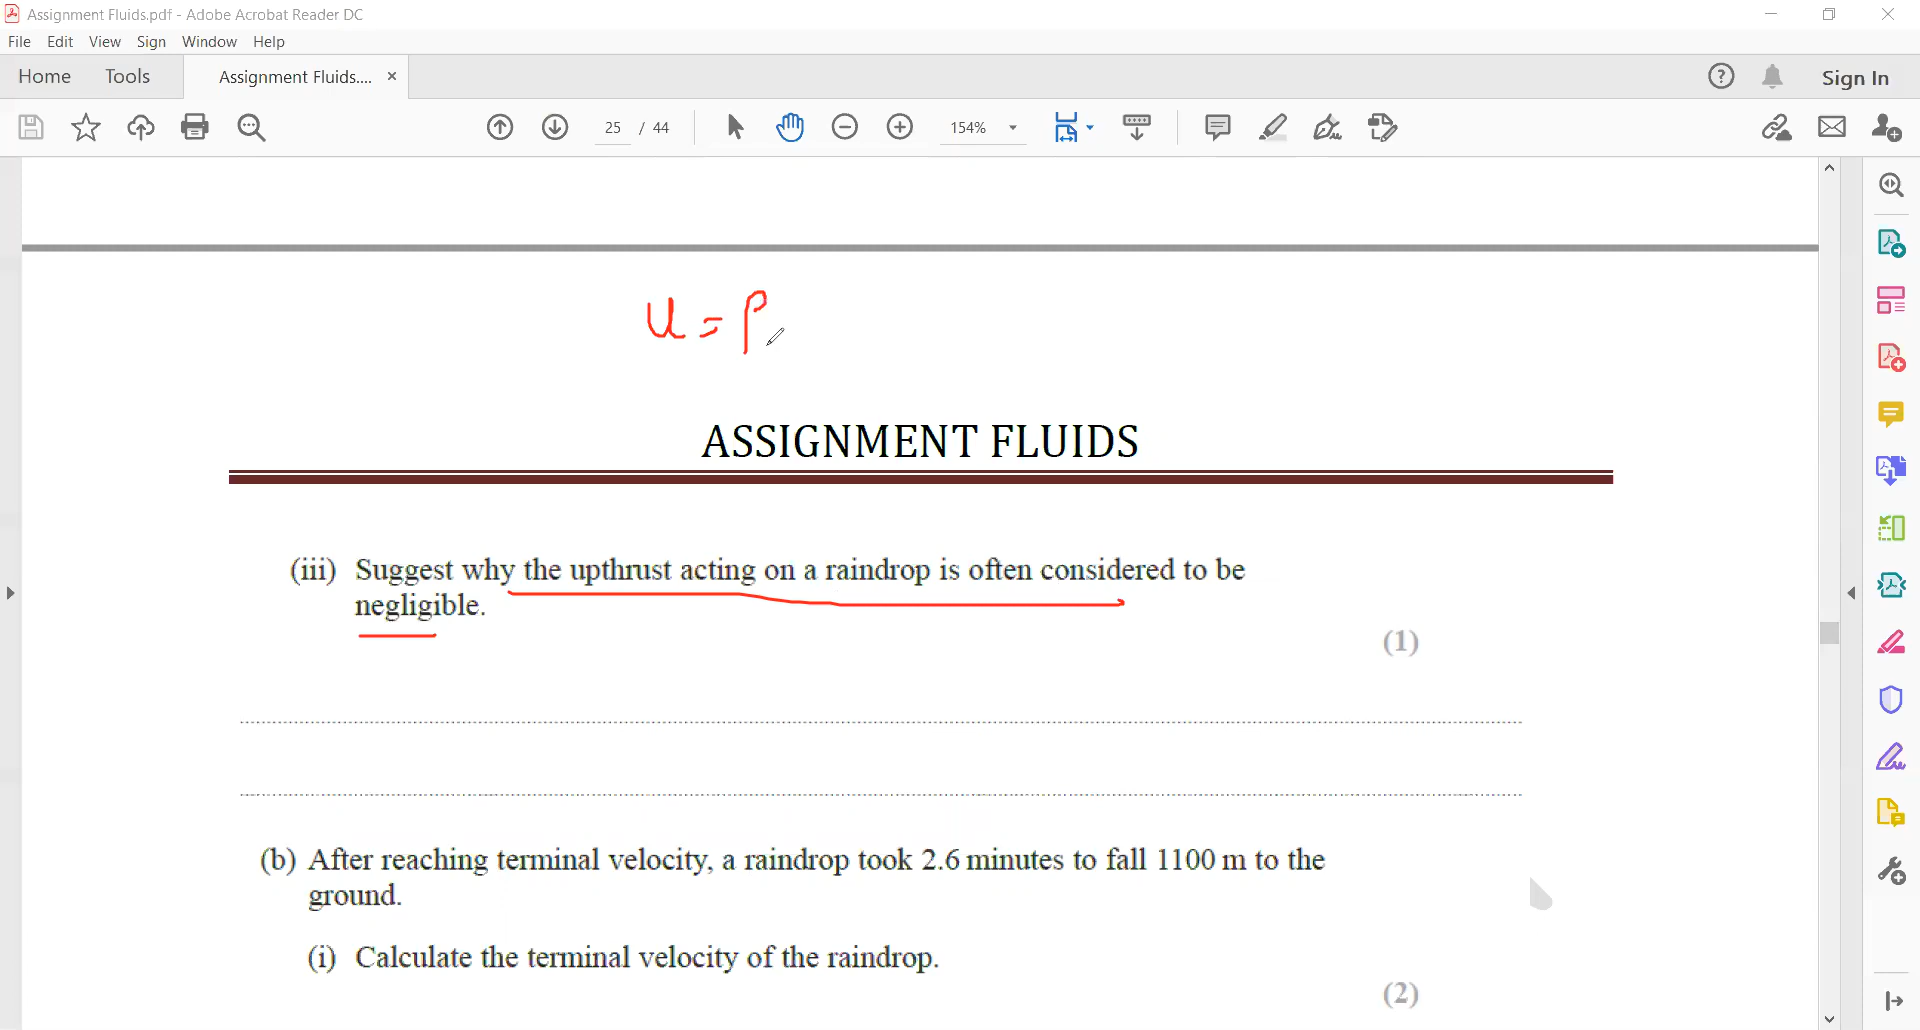 Assignment Fluids.pdf - Adobe Acrobat Reader DC
File Edit View Sign Window Help
Home Tools Assignment Fluids.... × Sign In
25 / 44 154%
U = ρ
ASSIGNMENT FLUIDS
(iii) Suggest why the upthrust acting on a raindrop is often considered to be
negligible.
(1)
(b) After reaching terminal velocity, a raindrop took 2.6 minutes to fall 1100 m to the
ground.
(i) Calculate the terminal velocity of the raindrop.
(2)